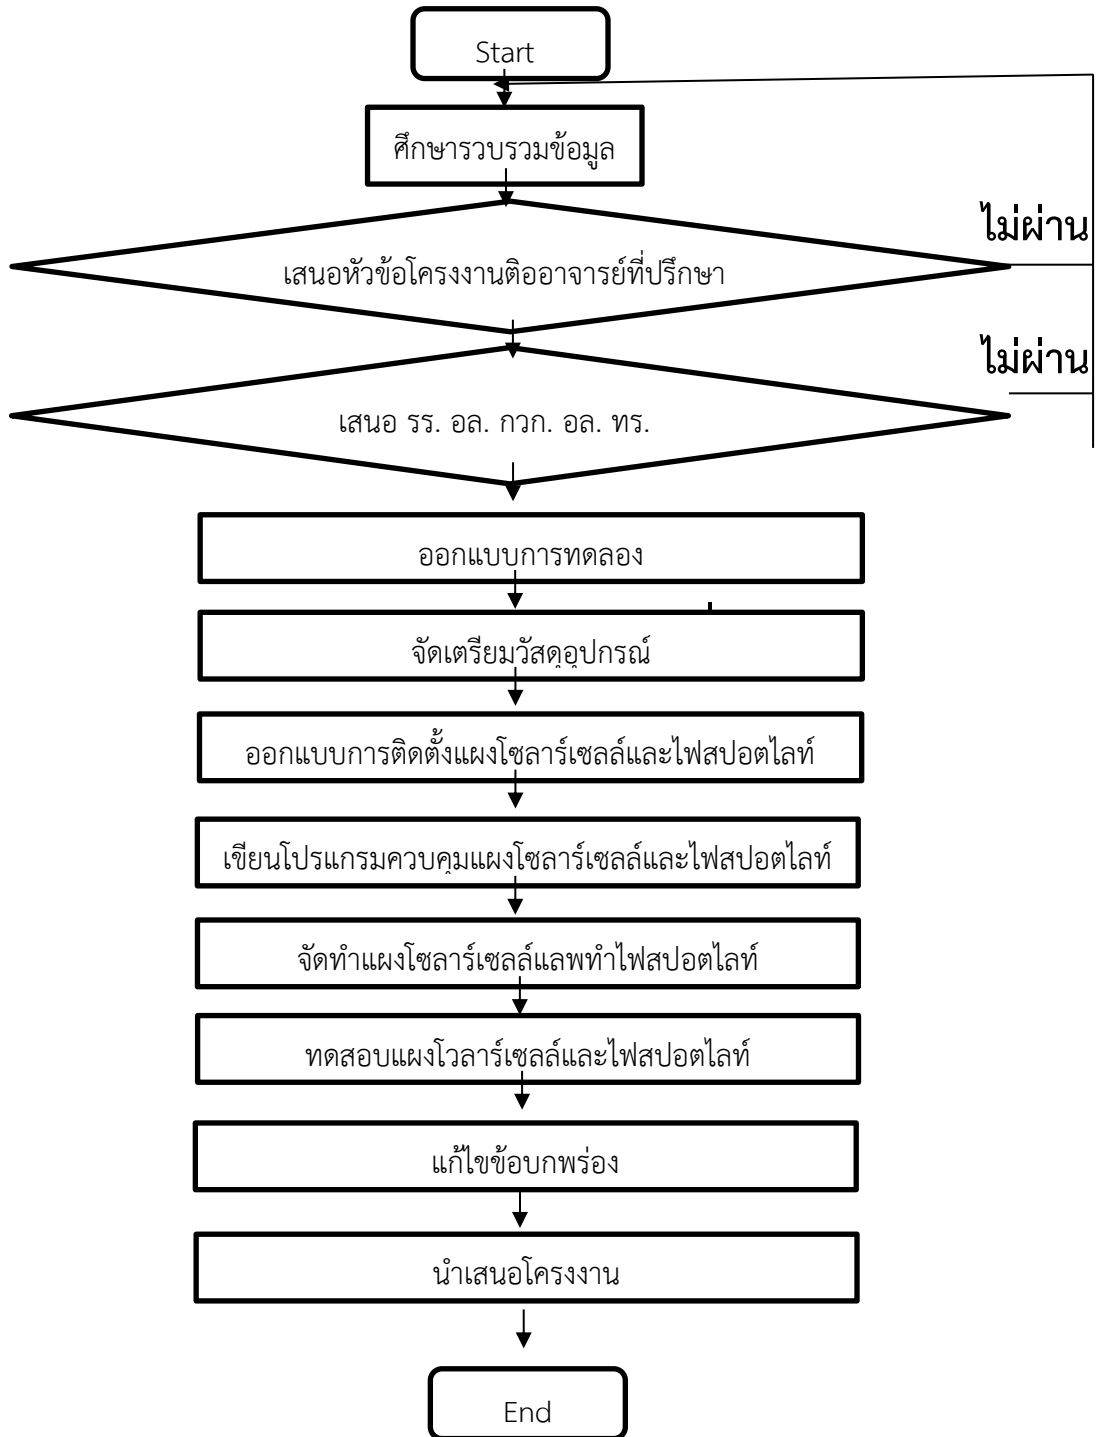 Start
ศึกษารวบรวมข้อมูล
ไม่ผ่าน
เสนอหัวข้อโครงงานติออาจารย์ที่ปรึกษา
ไม่ผ่าน
เสนอ รร. อล. กวก. อล. ทร.
ออกแบบการทดลอง
จัดเตรียมวัสดุอุปกรณ์
ออกแบบการติดตั้งแผงโซลาร์เซลล์และไฟสปอตไลท์
เขียนโปรแกรมควบคุมแผงโซลาร์เซลล์และไฟสปอตไลท์
จัดทำแผงโซลาร์เซลล์แลพทำไฟสปอตไลท์
ทดสอบแผงโวลาร์เซลล์และไฟสปอตไลท์
แก้ไขข้อบกพร่อง
นำเสนอโครงงาน
End